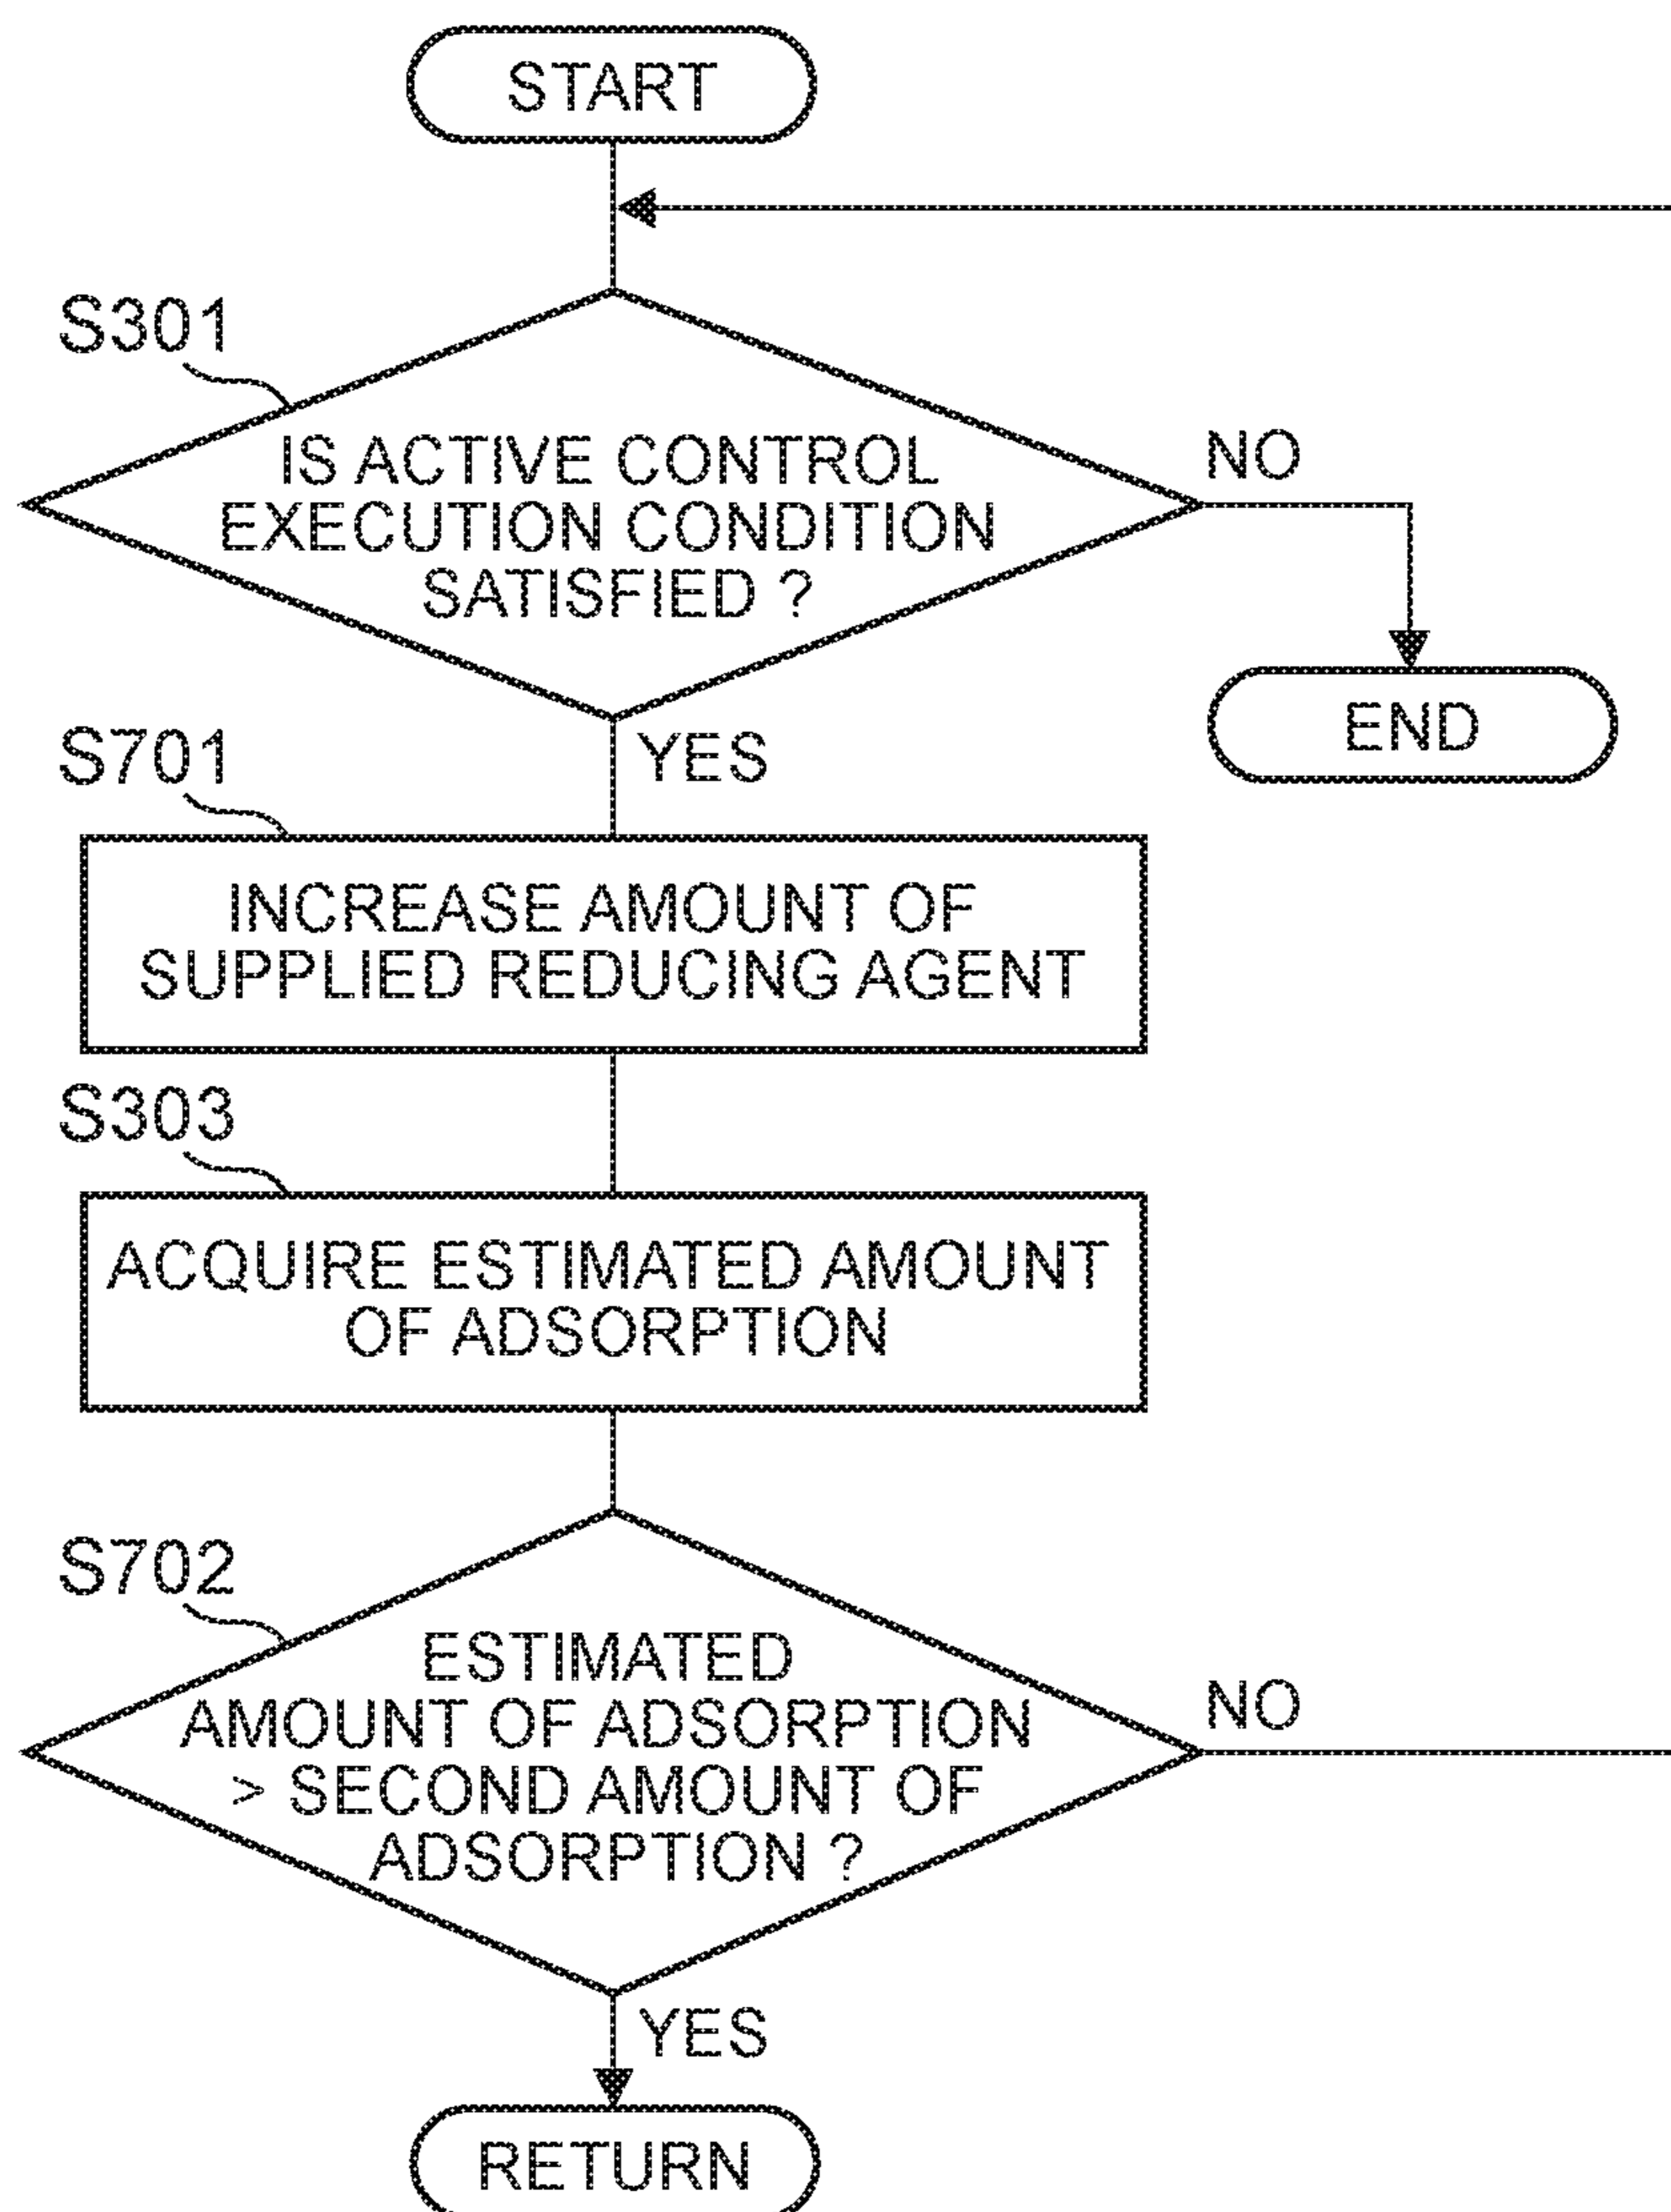 START
S301
IS ACTIVE CONTROL
EXECUTION CONDITION
SATISFIED ?
NO
END
YES
S701
INCREASE AMOUNT OF
SUPPLIED REDUCING AGENT
S303
ACQUIRE ESTIMATED AMOUNT
OF ADSORPTION
S702
ESTIMATED
AMOUNT OF ADSORPTION
> SECOND AMOUNT OF
ADSORPTION ?
NO
YES
RETURN